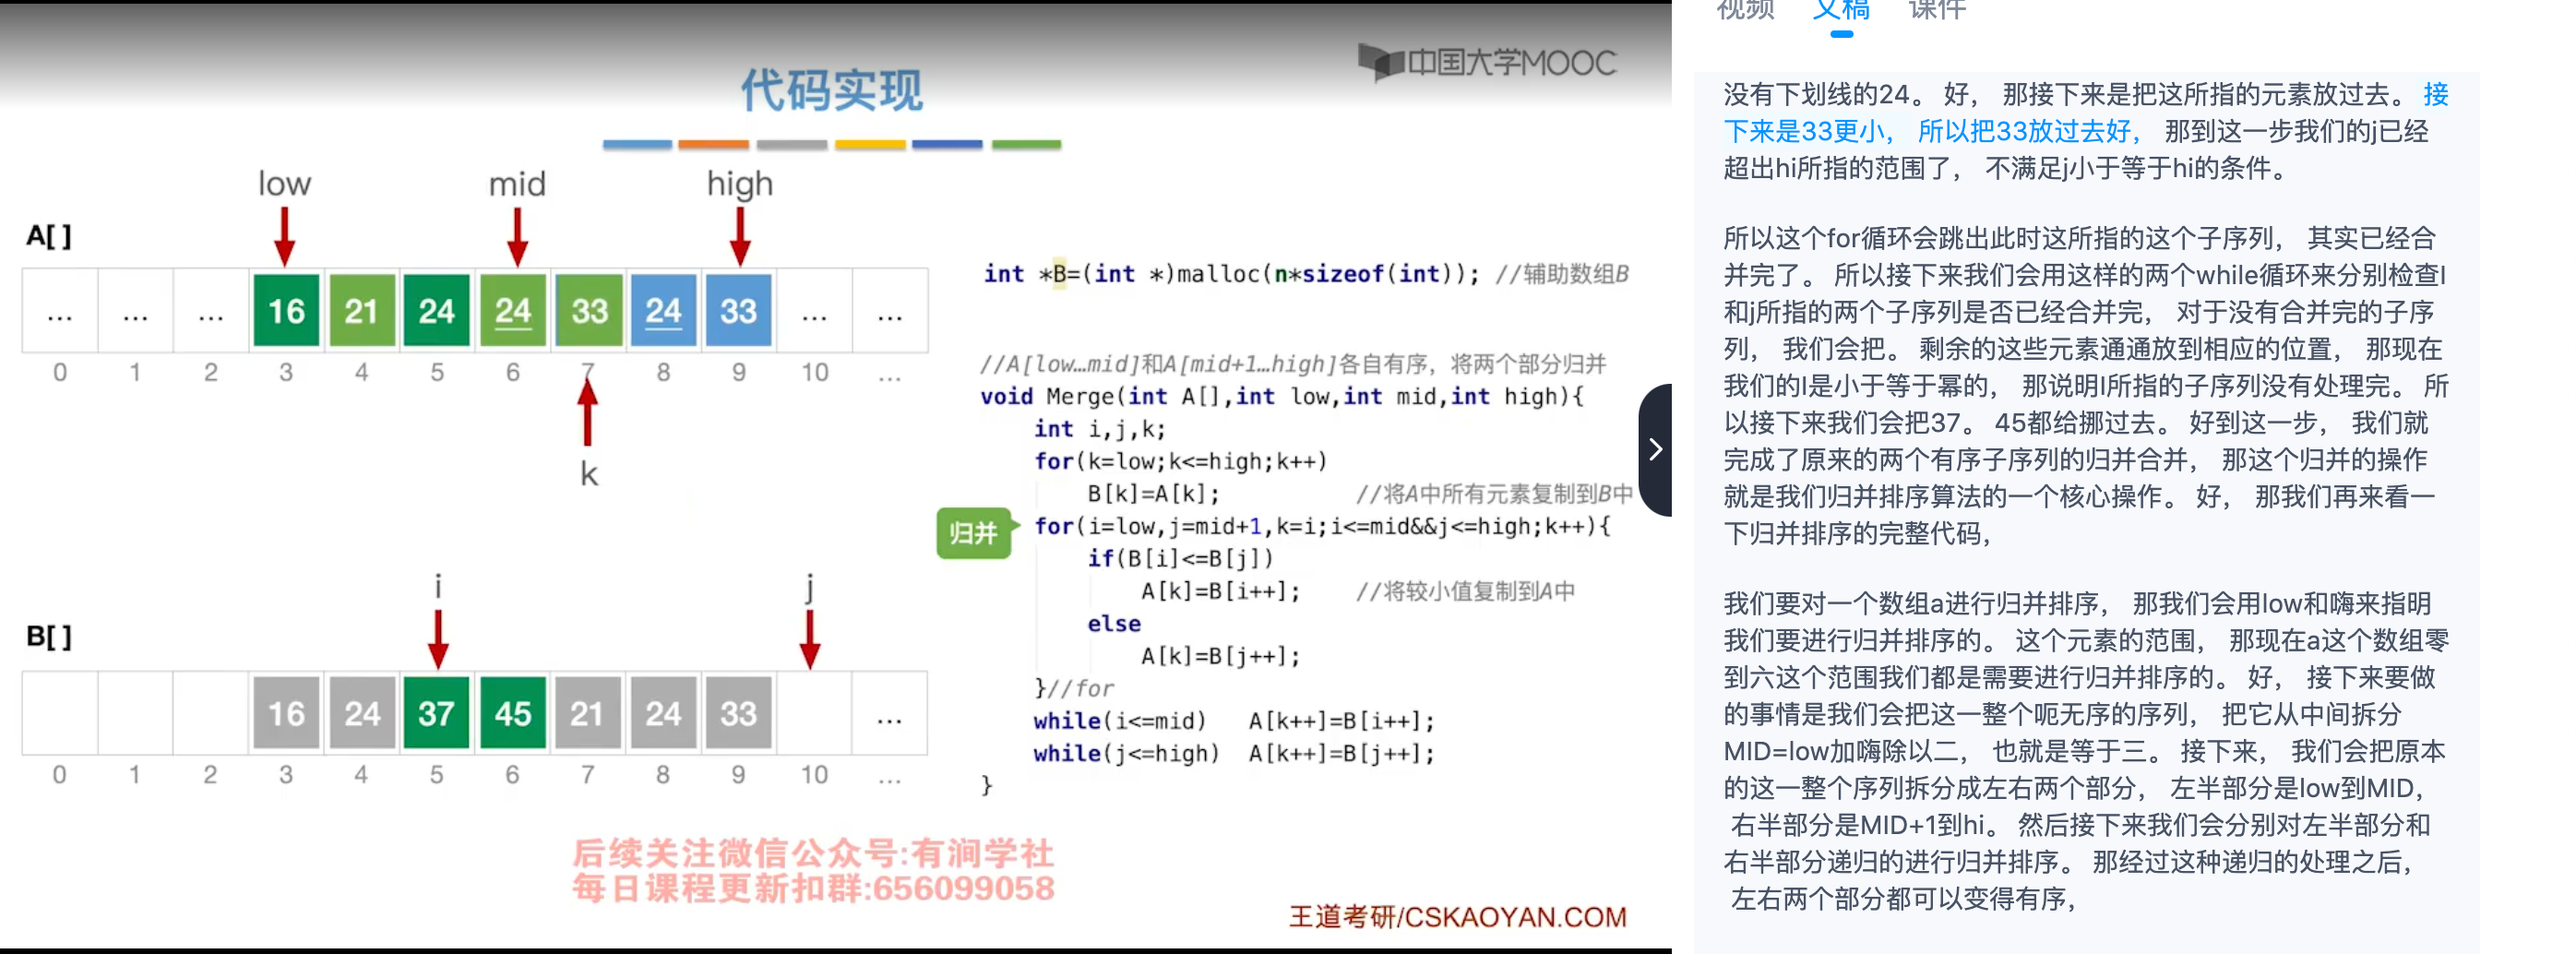 中国大学MOOC
代码实现
low mid high
A[ ]
... ... ... 16 21 24 24 33 24 33 ... ...
0 1 2 3 4 5 6 7 8 9 10 ...
k
i j
B[ ]
16 24 37 45 21 24 33 ...
0 1 2 3 4 5 6 7 8 9 10 ...
int *B=(int *)malloc(n*sizeof(int)); //辅助数组B
//A[low…mid]和A[mid+1…high]各自有序，将两个部分归并
void Merge(int A[],int low,int mid,int high){
int i,j,k;
for(k=low;k<=high;k++)
B[k]=A[k]; //将A中所有元素复制到B中
归并
for(i=low,j=mid+1,k=i;i<=mid&&j<=high;k++){
if(B[i]<=B[j])
A[k]=B[i++]; //将较小值复制到A中
else
A[k]=B[j++];
}//for
while(i<=mid) A[k++]=B[i++];
while(j<=high) A[k++]=B[j++];
}
后续关注微信公众号:有涧学社
每日课程更新扣群:656099058
王道考研/CSKAOYAN.COM
视频 文稿 课件
没有下划线的24。 好， 那接下来是把这所指的元素放过去。 接
下来是33更小， 所以把33放过去好， 那到这一步我们的j已经
超出hi所指的范围了， 不满足j小于等于hi的条件。
所以这个for循环会跳出此时这所指的这个子序列， 其实已经合
并完了。 所以接下来我们会用这样的两个while循环来分别检查I
和j所指的两个子序列是否已经合并完， 对于没有合并完的子序
列， 我们会把。 剩余的这些元素通通放到相应的位置， 那现在
我们的I是小于等于幂的， 那说明I所指的子序列没有处理完。 所
以接下来我们会把37。 45都给挪过去。 好到这一步， 我们就
完成了原来的两个有序子序列的归并合并， 那这个归并的操作
就是我们归并排序算法的一个核心操作。 好， 那我们再来看一
下归并排序的完整代码，
我们要对一个数组a进行归并排序， 那我们会用low和嗨来指明
我们要进行归并排序的。 这个元素的范围， 那现在a这个数组零
到六这个范围我们都是需要进行归并排序的。 好， 接下来要做
的事情是我们会把这一整个呃无序的序列， 把它从中间拆分
MID=low加嗨除以二， 也就是等于三。 接下来， 我们会把原本
的这一整个序列拆分成左右两个部分， 左半部分是low到MID，
右半部分是MID+1到hi。 然后接下来我们会分别对左半部分和
右半部分递归的进行归并排序。 那经过这种递归的处理之后，
左右两个部分都可以变得有序，